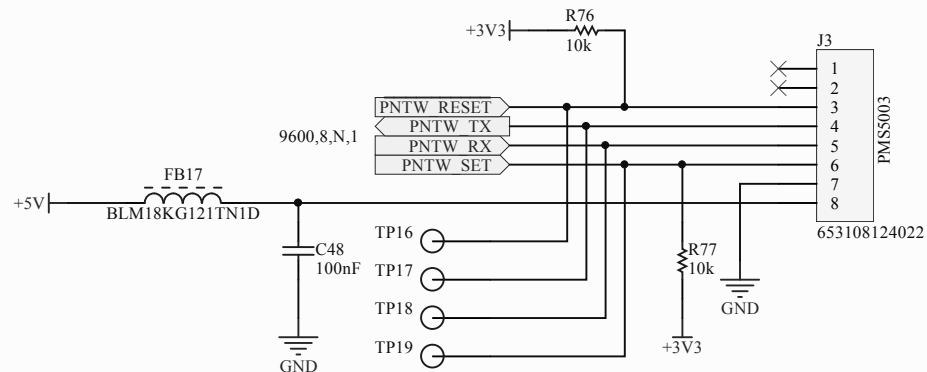 R76
+3V3
10k
J3
1
2
PNTW_RESET
3
PNTW_TX
4
9600,8,N,1
PNTW_RX
5
PNTW_SET
6
7
8
PMS5003
653108124022
FB17
+5V
BLM18KG121TN1D
C48
100nF
GND
TP16
TP17
TP18
TP19
R77
10k
+3V3
GND